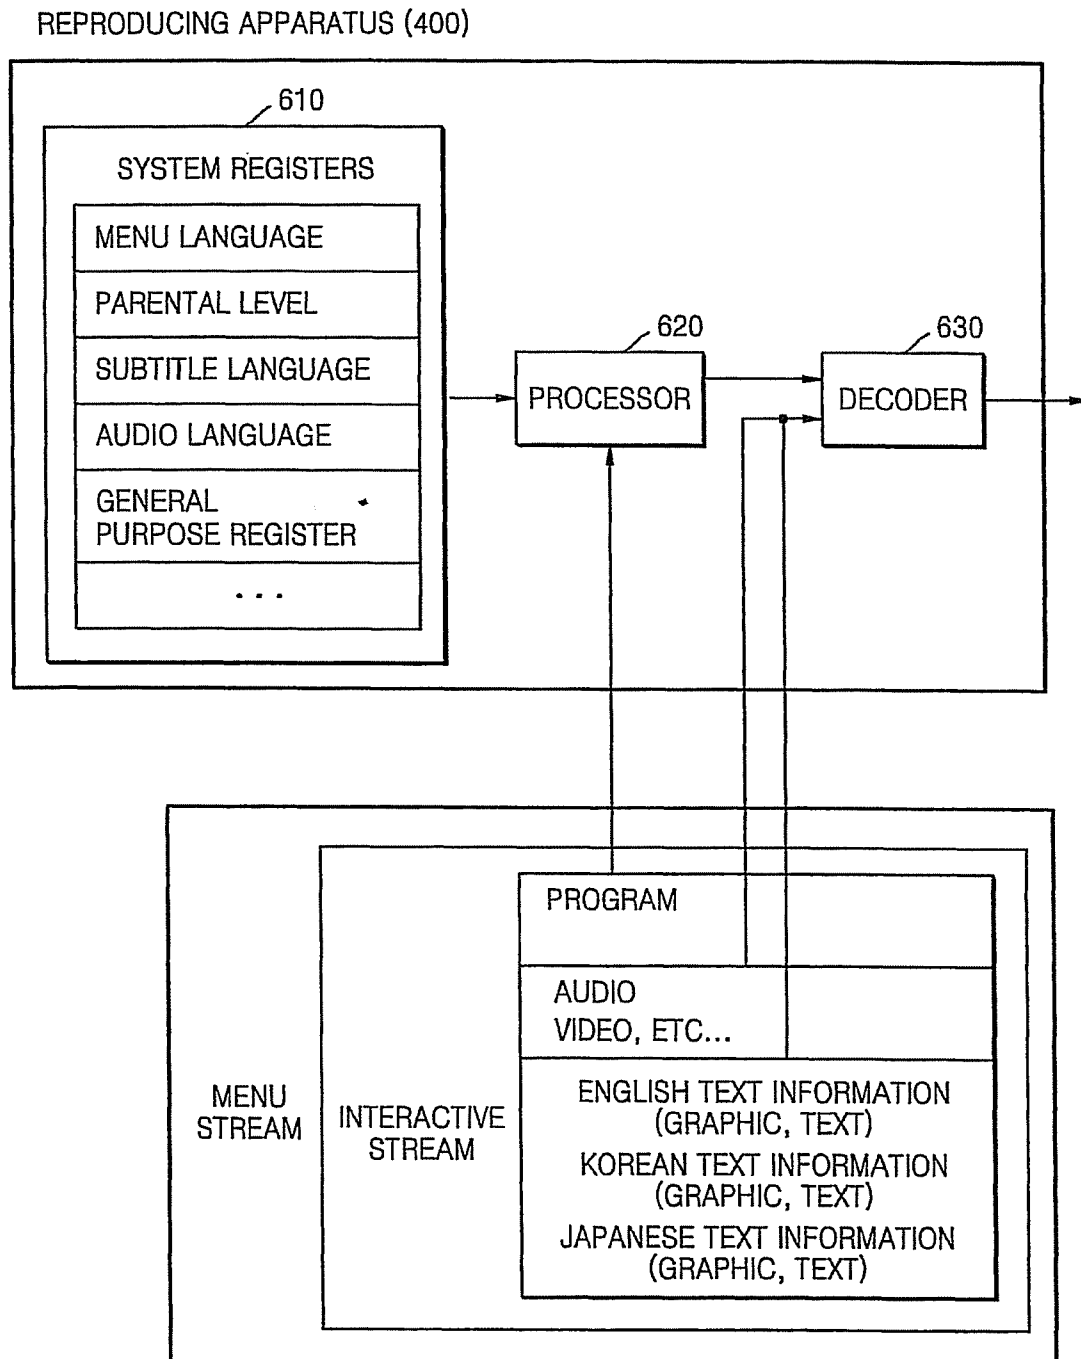 REPRODUCING APPARATUS (400)
610
SYSTEM REGISTERS
MENU LANGUAGE
PARENTAL LEVEL
SUBTITLE LANGUAGE
AUDIO LANGUAGE
GENERAL
PURPOSE REGISTER
...
620
PROCESSOR
630
DECODER
MENU
STREAM
INTERACTIVE
STREAM
PROGRAM
AUDIO
VIDEO, ETC...
ENGLISH TEXT INFORMATION
(GRAPHIC, TEXT)
KOREAN TEXT INFORMATION
(GRAPHIC, TEXT)
JAPANESE TEXT INFORMATION
(GRAPHIC, TEXT)